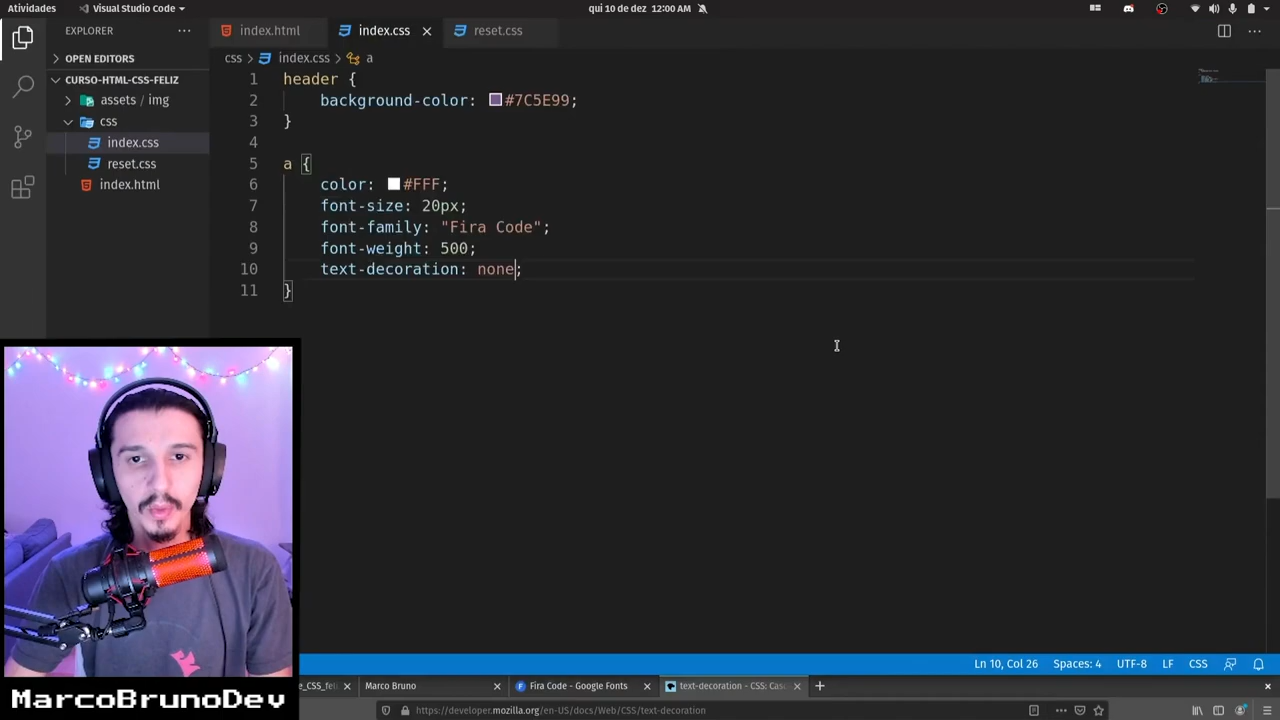 Atividades
Visual Studio Code
qui 10 de dez 12:00 AM
EXPLORER
index.html
index.css
reset.css
OPEN EDITORS
css
index.css
a
CURSO-HTML-CSS-FELIZ
assets / img
css
index.css
reset.css
index.html
1 header {
2 background-color: #7C5E99;
3 }
4
5 a {
6 color: #FFF;
7 font-size: 20px;
8 font-family: "Fira Code";
9 font-weight: 500;
10 text-decoration: none;
11 }
Ln 10, Col 26
Spaces: 4
UTF-8
LF
CSS
e_CSS_feli
Marco Bruno
Fira Code - Google Fonts
text-decoration - CSS: Cas
https://developer.mozilla.org/en-US/docs/Web/CSS/text-decoration
MarcoBrunoDev